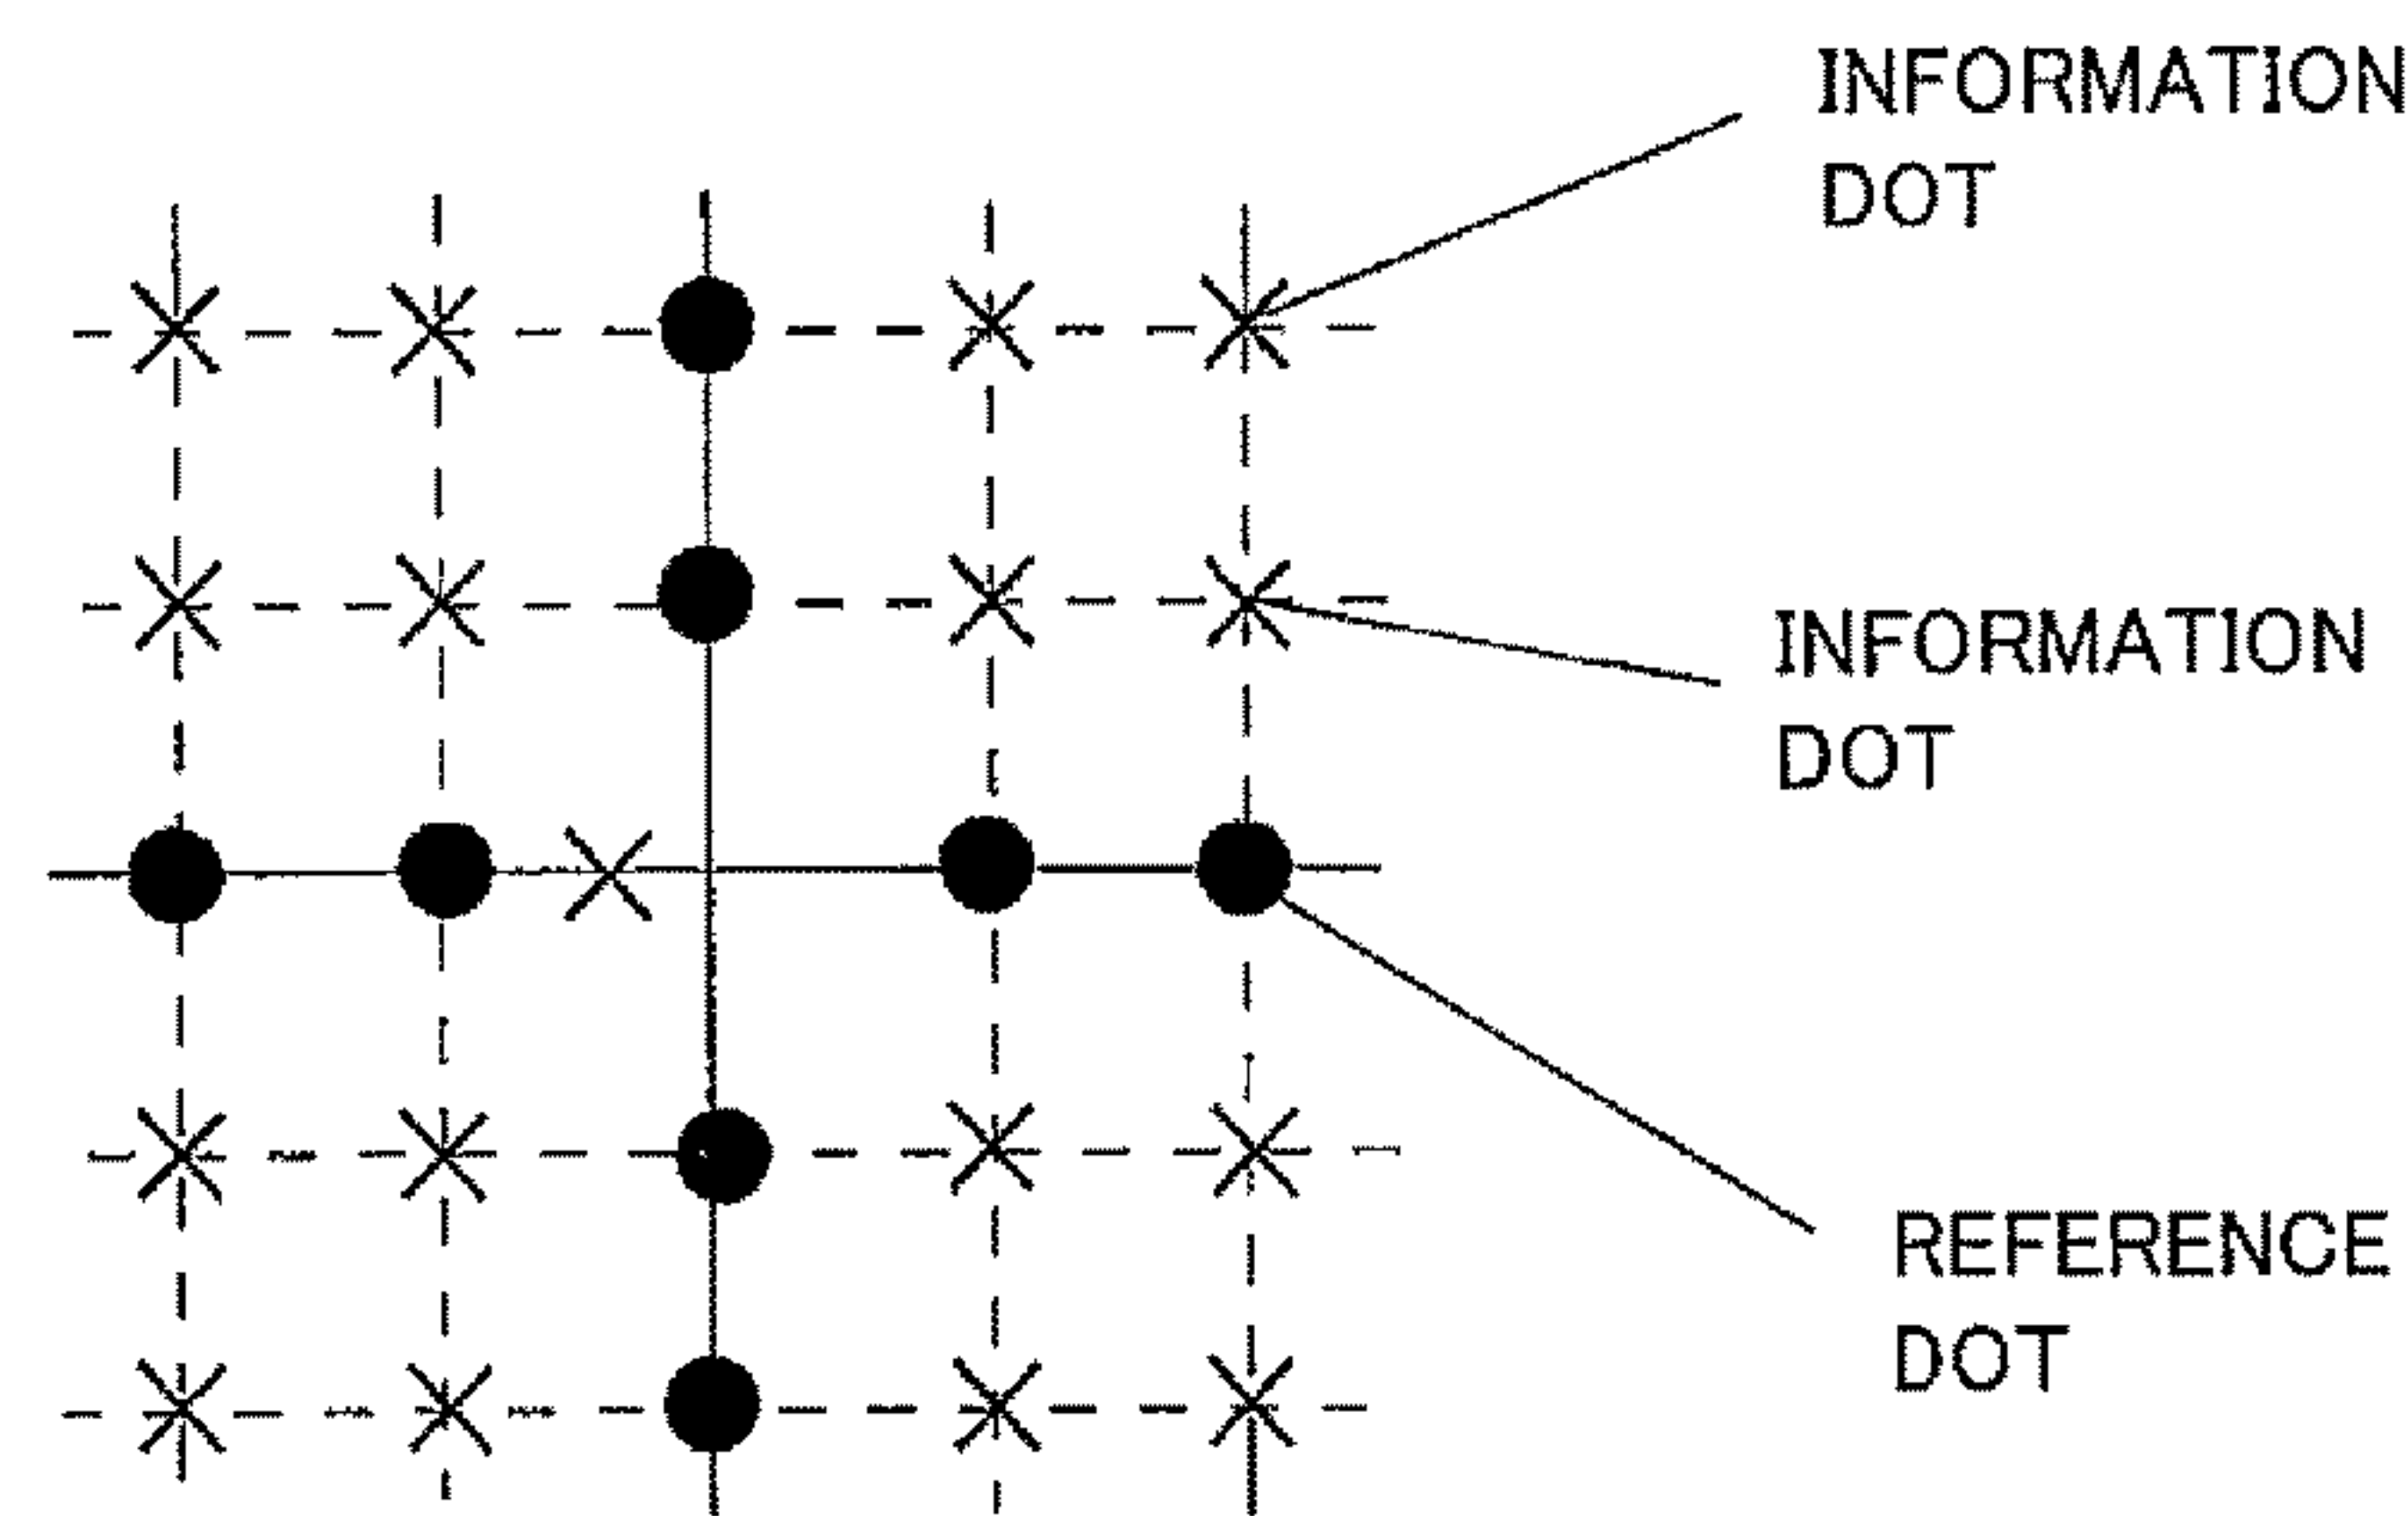 INFORMATION
DOT
INFORMATION
DOT
REFERENCE
DOT